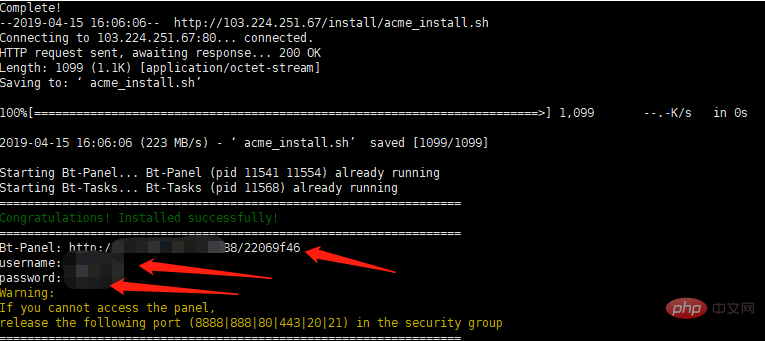 Complete!
--2019-04-15 16:06:06--  http://103.224.251.67/install/acme_install.sh
Connecting to 103.224.251.67:80... connected.
HTTP request sent, awaiting response... 200 OK
Length: 1099 (1.1K) [application/octet-stream]
Saving to: ‘ acme_install.sh’
100%[======================================================================>] 1,099       --.-K/s   in 0s
2019-04-15 16:06:06 (223 MB/s) - ‘ acme_install.sh’  saved [1099/1099]
Starting Bt-Panel... Bt-Panel (pid 11541 11554) already running
Starting Bt-Tasks... Bt-Tasks (pid 11568) already running
==================================================================
Congratulations! Installed successfully!
==================================================================
Bt-Panel: http:/ 38/22069f46
username:
password:
Warning:
If you cannot access the panel,
release the following port (8888|888|80|443|20|21) in the security group
==================================================================
php 中文网